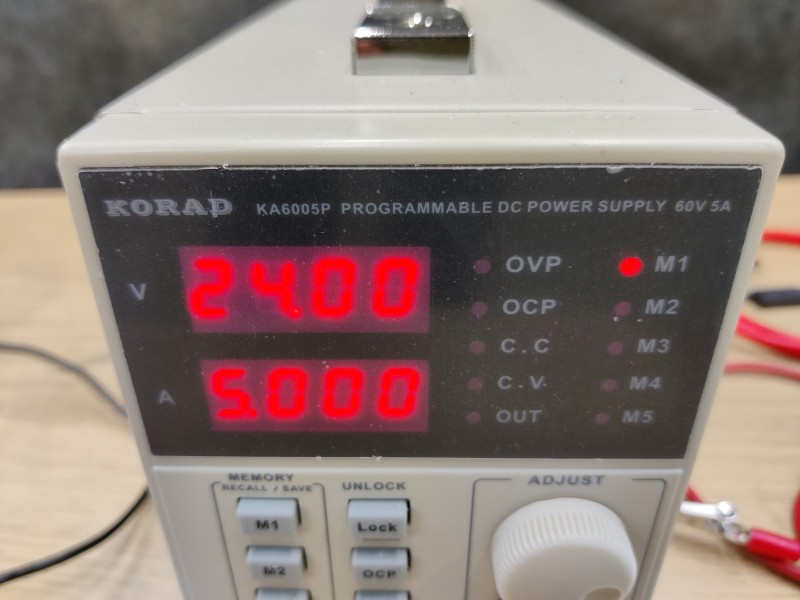 KORAD KA6005P PROGRAMMABLE DC POWER SUPPLY 60V 5A
V 24.00 OVP M1
OCP M2
C.C M3
A 5.000 C.V. M4
OUT M5
MEMORY UNLOCK ADJUST
RECALL / SAVE
M1 Lock
M2 OCP